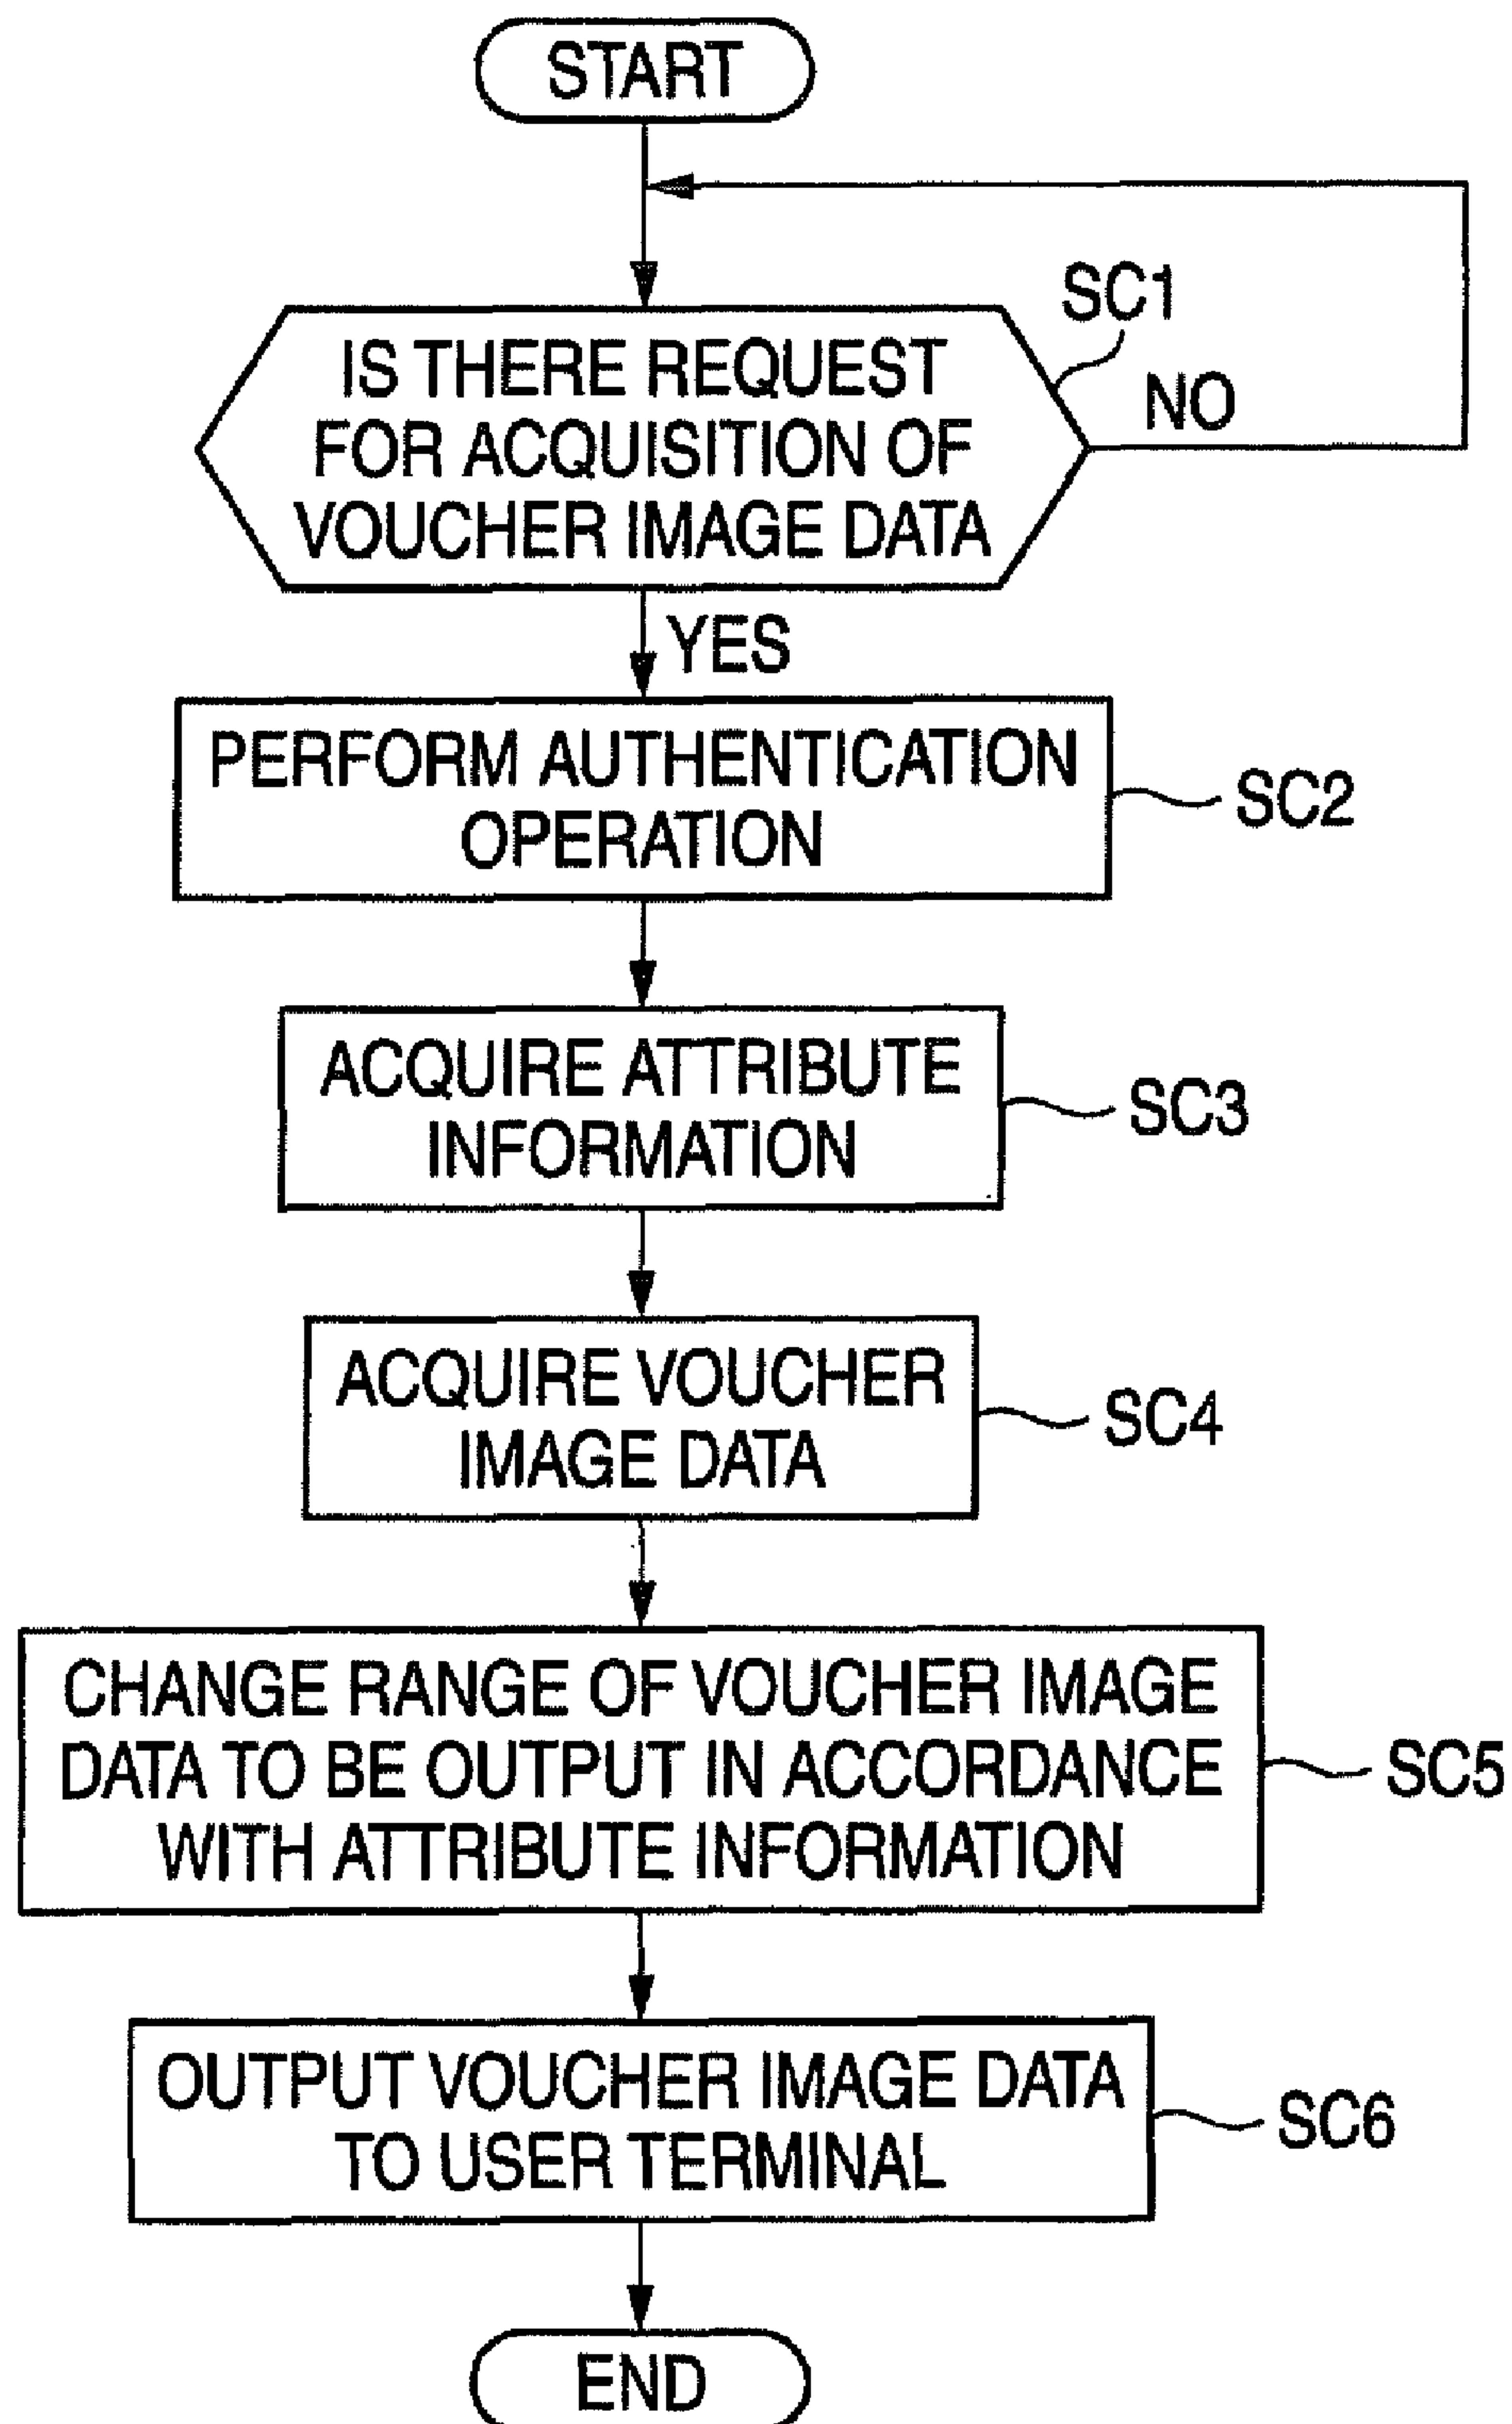 START
SC1
IS THERE REQUEST
FOR ACQUISITION OF
VOUCHER IMAGE DATA
NO
YES
PERFORM AUTHENTICATION
OPERATION
SC2
ACQUIRE ATTRIBUTE
INFORMATION
SC3
ACQUIRE VOUCHER
IMAGE DATA
SC4
CHANGE RANGE OF VOUCHER IMAGE
DATA TO BE OUTPUT IN ACCORDANCE
WITH ATTRIBUTE INFORMATION
SC5
OUTPUT VOUCHER IMAGE DATA
TO USER TERMINAL
SC6
END